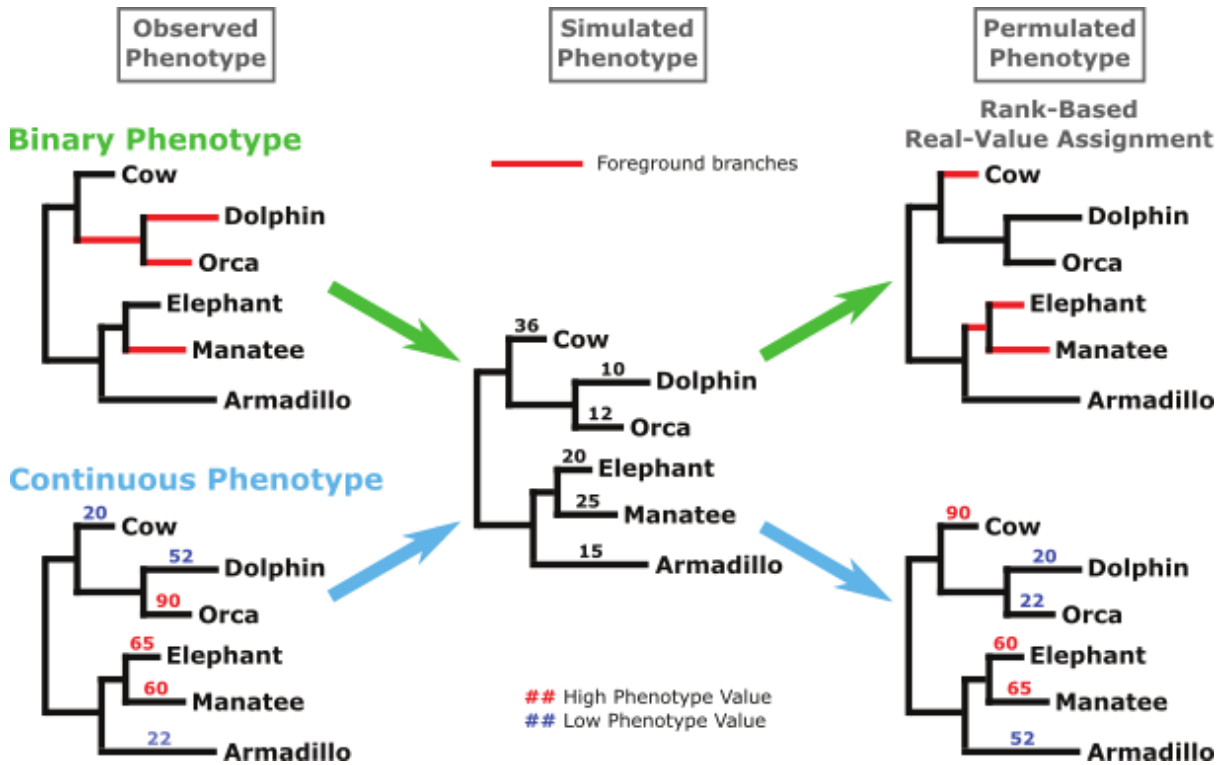 Observed
Phenotype
Simulated
Phenotype
Permulated
Phenotype
Binary Phenotype
Rank-Based
Real-Value Assignment
Foreground branches
Cow
Dolphin
Orca
Elephant
Manatee
Armadillo
Cow
Dolphin
Orca
Elephant
Manatee
Armadillo
36
Cow
10
Dolphin
12
Orca
20
Elephant
25
Manatee
15
Armadillo
Continuous Phenotype
20
Cow
52
Dolphin
90
Orca
65
Elephant
60
Manatee
22
Armadillo
90
Cow
20
Dolphin
22
Orca
60
Elephant
65
Manatee
52
Armadillo
## High Phenotype Value
## Low Phenotype Value